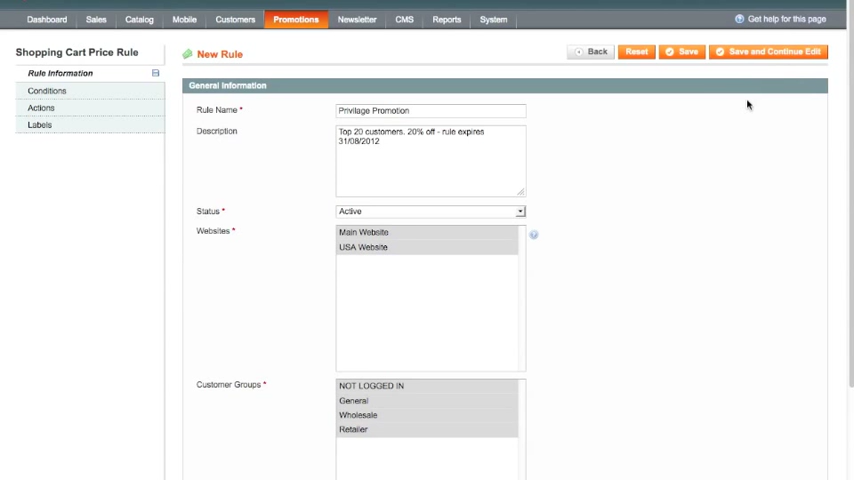 Dashboard Sales Catalog Mobile Customers Promotions Newsletter CMS Reports System Get help for this page
Shopping Cart Price Rule
Rule Information
Conditions
Actions
Labels
New Rule
Back Reset Save Save and Continue Edit
General Information
Rule Name * Privilage Promotion
Description Top 20 customers. 20% off - rule expires
31/08/2012
Status * Active
Websites * Main Website
USA Website
Customer Groups * NOT LOGGED IN
General
Wholesale
Retailer